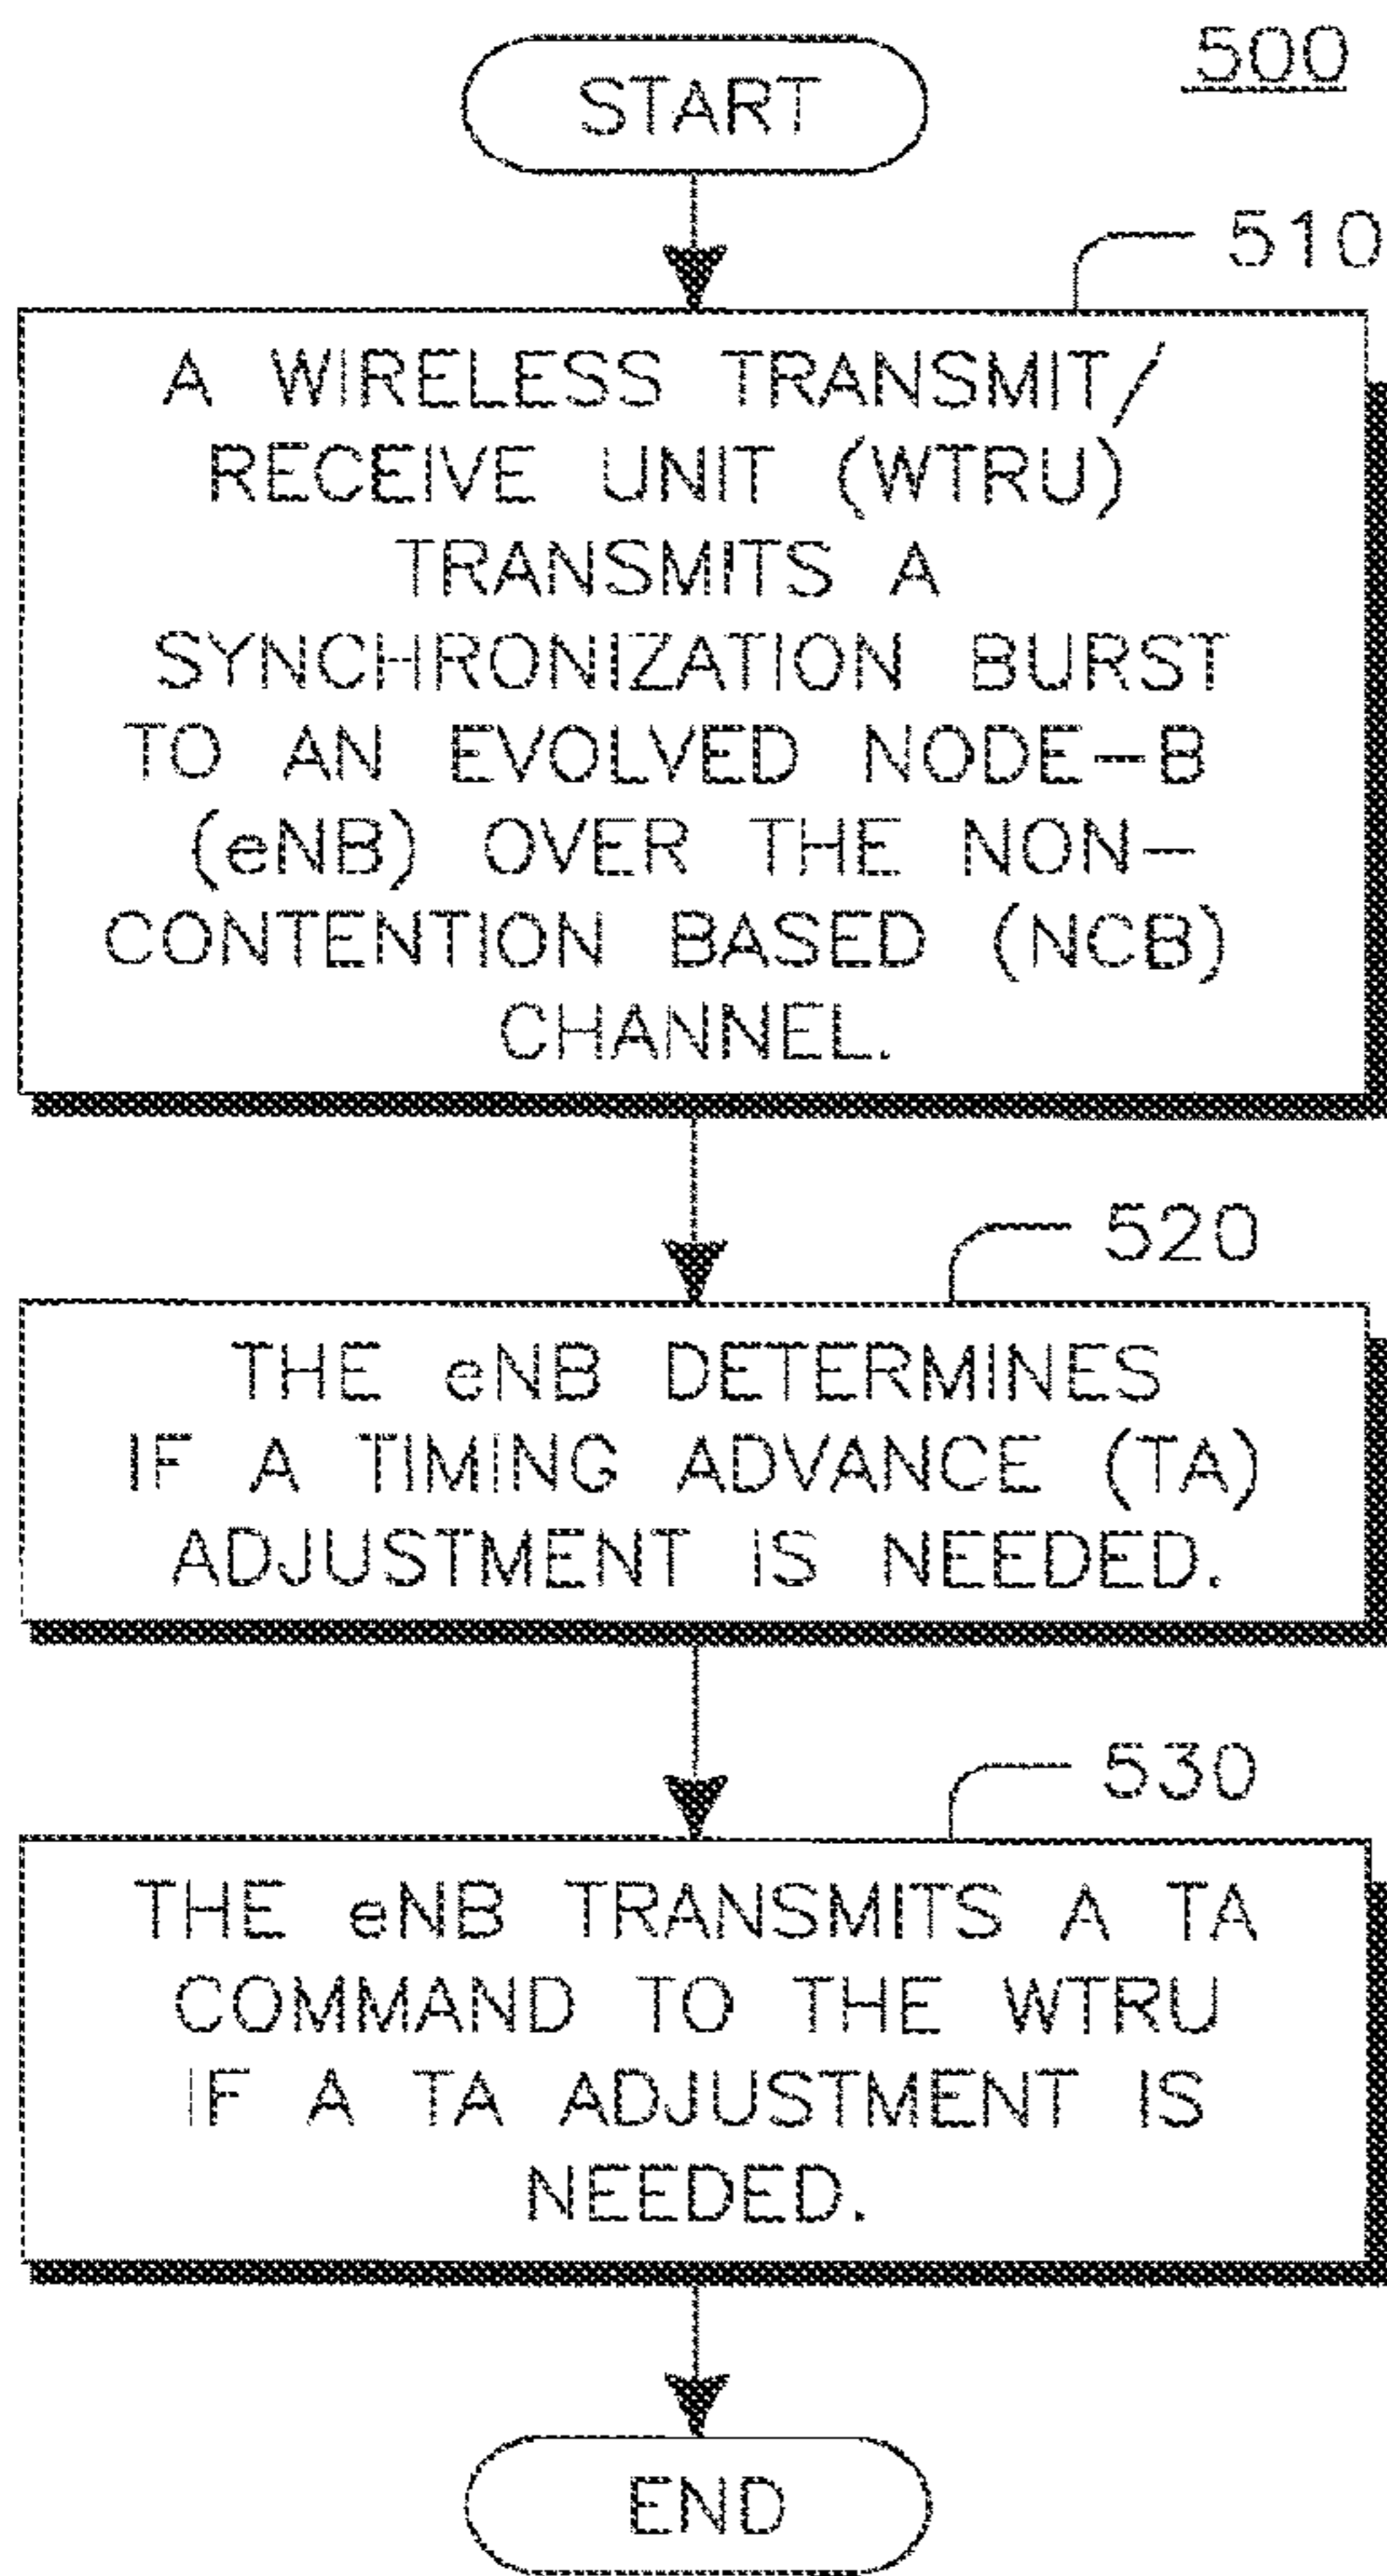 500
START
510
A WIRELESS TRANSMIT/
RECEIVE UNIT (WTRU)
TRANSMITS A
SYNCHRONIZATION BURST
TO AN EVOLVED NODE-B
(eNB) OVER THE NON-
CONTENTION BASED (NCB)
CHANNEL.
520
THE eNB DETERMINES
IF A TIMING ADVANCE (TA)
ADJUSTMENT IS NEEDED.
530
THE eNB TRANSMITS A TA
COMMAND TO THE WTRU
IF A TA ADJUSTMENT IS
NEEDED.
END